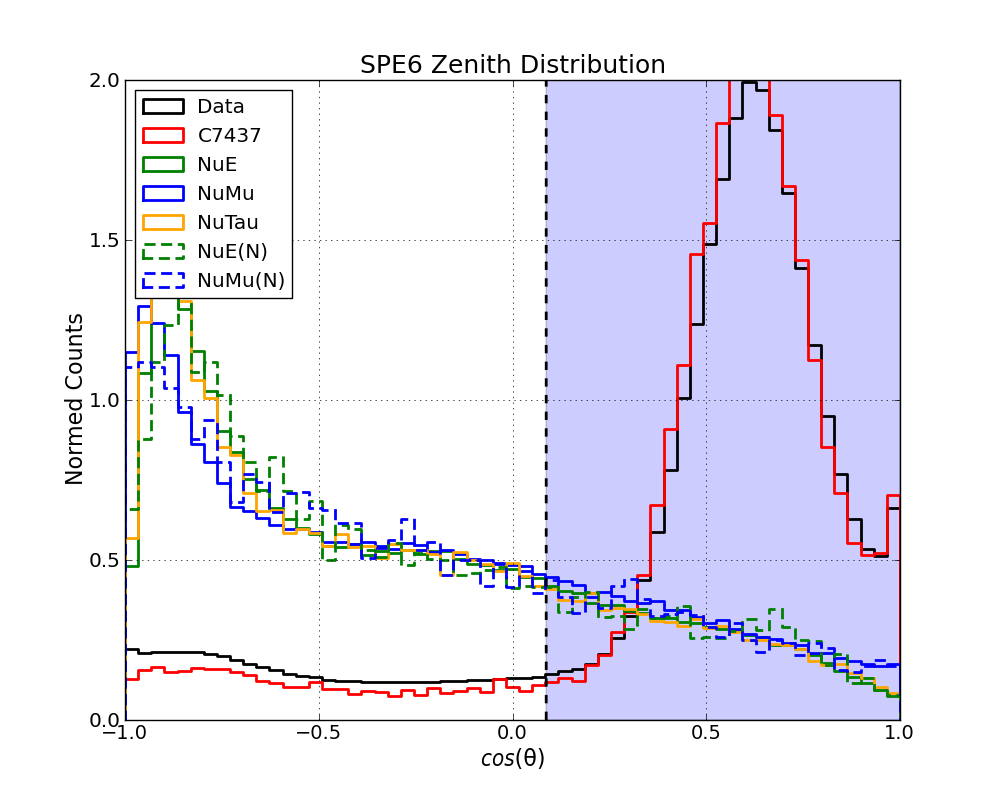 SPE6 Zenith Distribution
2.0
1.5
1.0
0.5
0.0
Normed Counts
Data
C7437
NuE
NuMu
NuTau
NuE(N)
NuMu(N)
−1.0 −0.5 0.0 0.5 1.0
cos(θ)